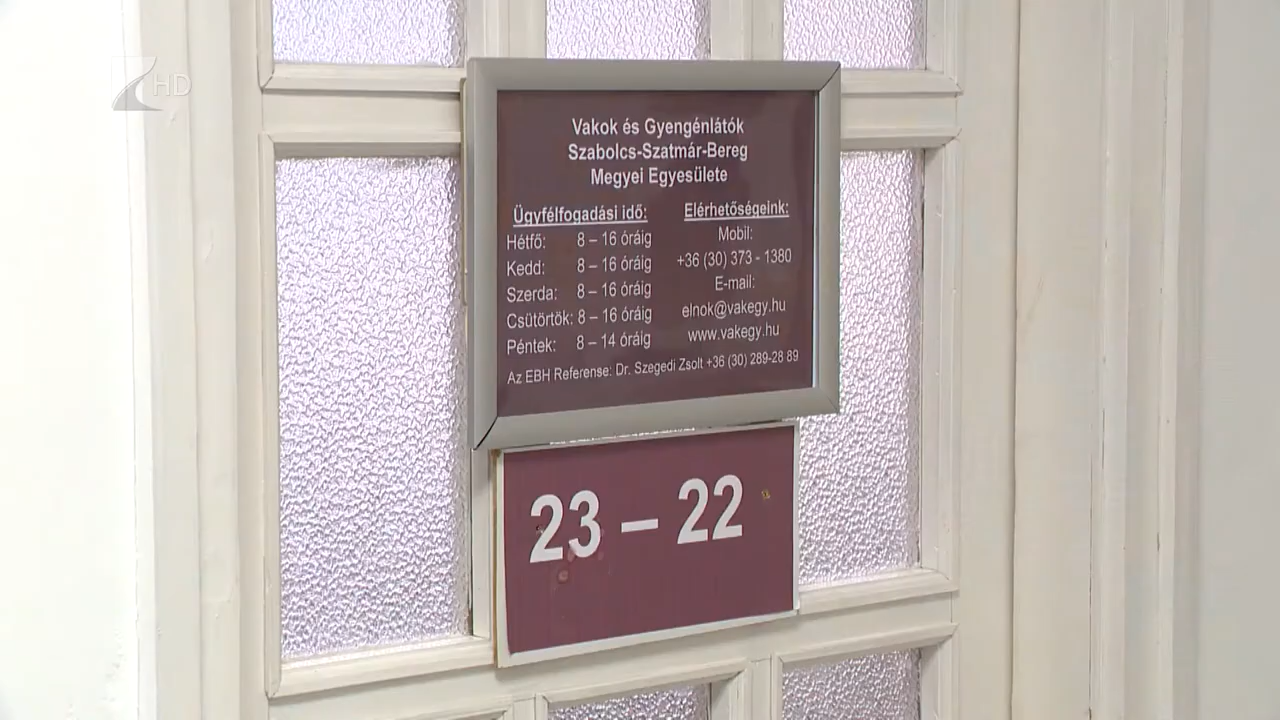 HD
Vakok és Gyengénlátók
Szabolcs-Szatmár-Bereg
Megyei Egyesülete
Ügyfélfogadási idő:
Hétfő: 8 – 16 óráig
Kedd: 8 – 16 óráig
Szerda: 8 – 16 óráig
Csütörtök: 8 – 16 óráig
Péntek: 8 – 14 óráig
Elérhetőségeink:
Mobil:
+36 (30) 373 - 1380
E-mail:
elnok@vakegy.hu
www.vakegy.hu
Az EBH Referense: Dr. Szegedi Zsolt +36 (30) 289-28 89
23 – 22